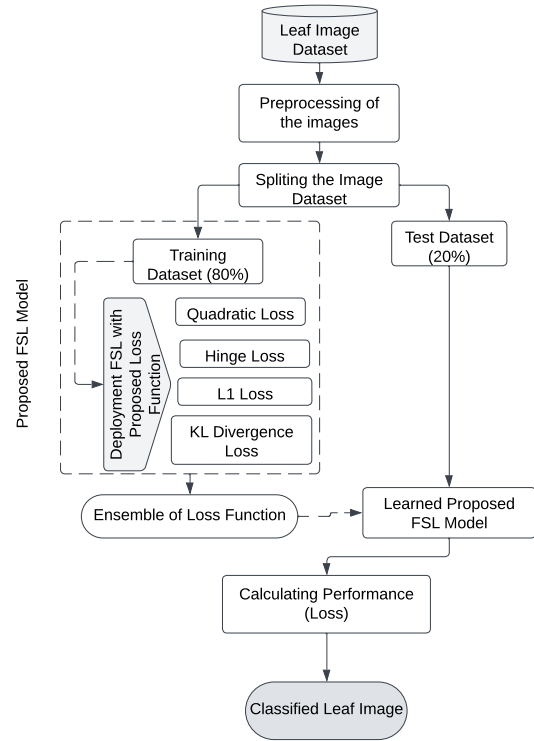 Leaf Image
Dataset
Preprocessing of
the images
Spliting the Image
Dataset
Training
Dataset (80%)
Test Dataset
(20%)
Proposed FSL Model
Deployment FSL with
Proposed Loss
Function
Quadratic Loss
Hinge Loss
L1 Loss
KL Divergence
Loss
Ensemble of Loss Function
Learned Proposed
FSL Model
Calculating Performance
(Loss)
Classified Leaf Image